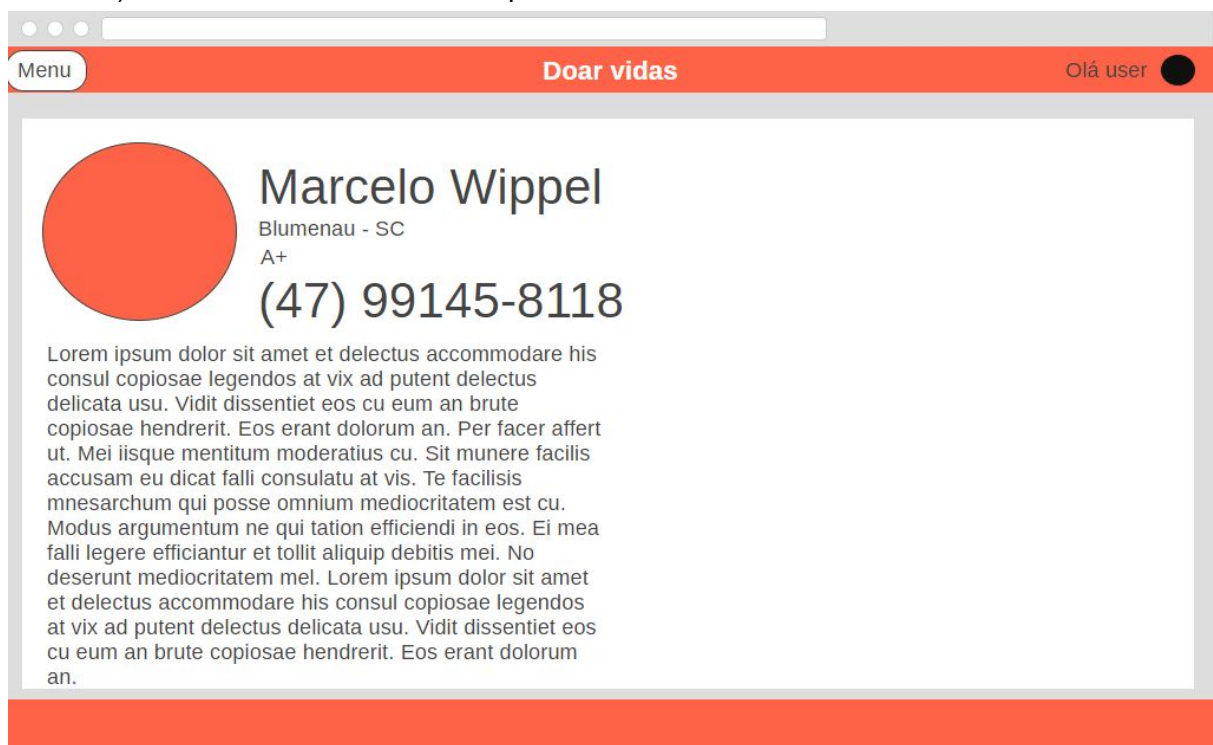 Menu
Doar vidas
Olá user
Marcelo Wippel
Blumenau - SC
A+
(47) 99145-8118
Lorem ipsum dolor sit amet et delectus accommodare his
consul copiosae legendos at vix ad putent delectus
delicata usu. Vidit dissentiet eos cu eum an brute
copiosae hendrerit. Eos erant dolorum an. Per facer affert
ut. Mei iisque mentitum moderatius cu. Sit munere facilis
accusam eu dicat falli consulatu at vis. Te facilisis
mnesarchum qui posse omnium mediocritatem est cu.
Modus argumentum ne qui tation efficiendi in eos. Ei mea
falli legere efficiantur et tollit aliquip debitis mei. No
deserunt mediocritatem mel. Lorem ipsum dolor sit amet
et delectus accommodare his consul copiosae legendos
at vix ad putent delectus delicata usu. Vidit dissentiet eos
cu eum an brute copiosae hendrerit. Eos erant dolorum
an.